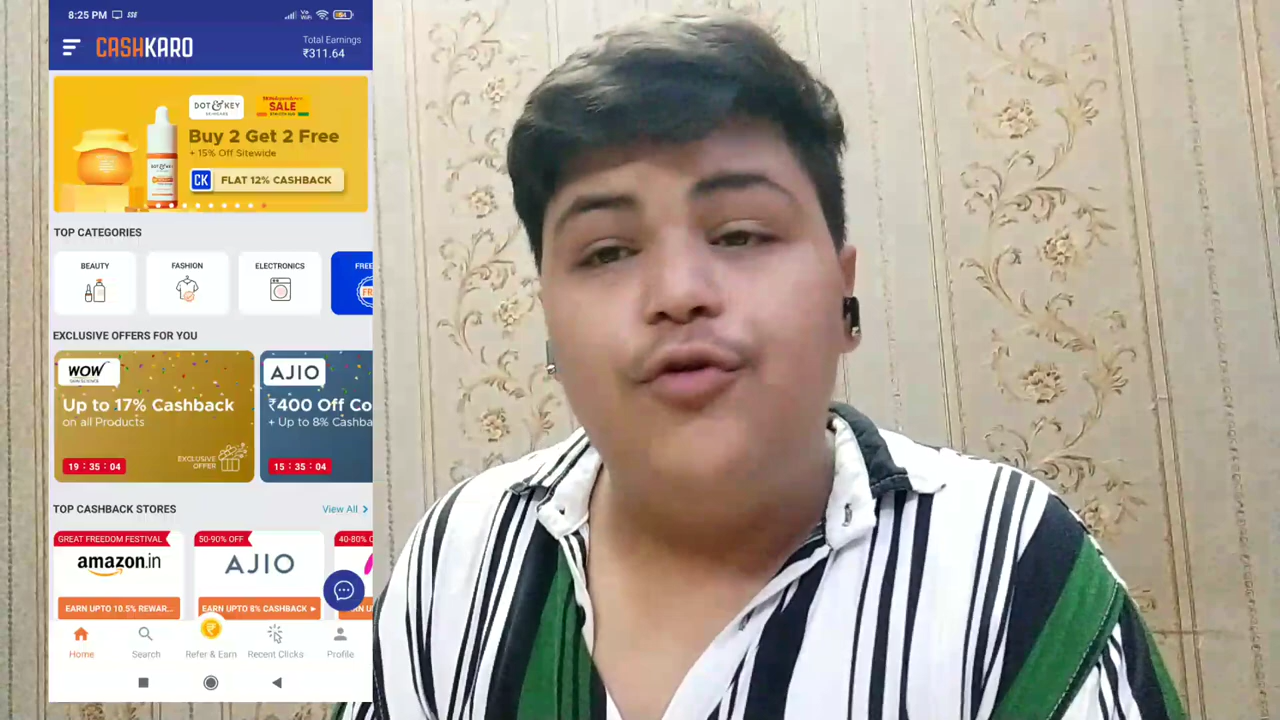 8:25 PM
54
CASHKARO
Total Earnings
₹311.64
DOT & KEY
SKINCARE
SALE
Buy 2 Get 2 Free
+ 15% Off Sitewide
CK FLAT 12% CASHBACK
TOP CATEGORIES
BEAUTY
FASHION
ELECTRONICS
FREE
FR
EXCLUSIVE OFFERS FOR YOU
WOW
Up to 17% Cashback
on all Products
EXCLUSIVE
OFFER
19 : 35 : 04
AJIO
₹400 Off Co
+ Up to 8% Cashba
15 : 35 : 04
TOP CASHBACK STORES
View All >
GREAT FREEDOM FESTIVAL
amazon.in
EARN UPTO 10.5% REWAR...
50-90% OFF
AJIO
EARN UPTO 8% CASHBACK ▸
Home
Search
Refer & Earn
Recent Clicks
Profile